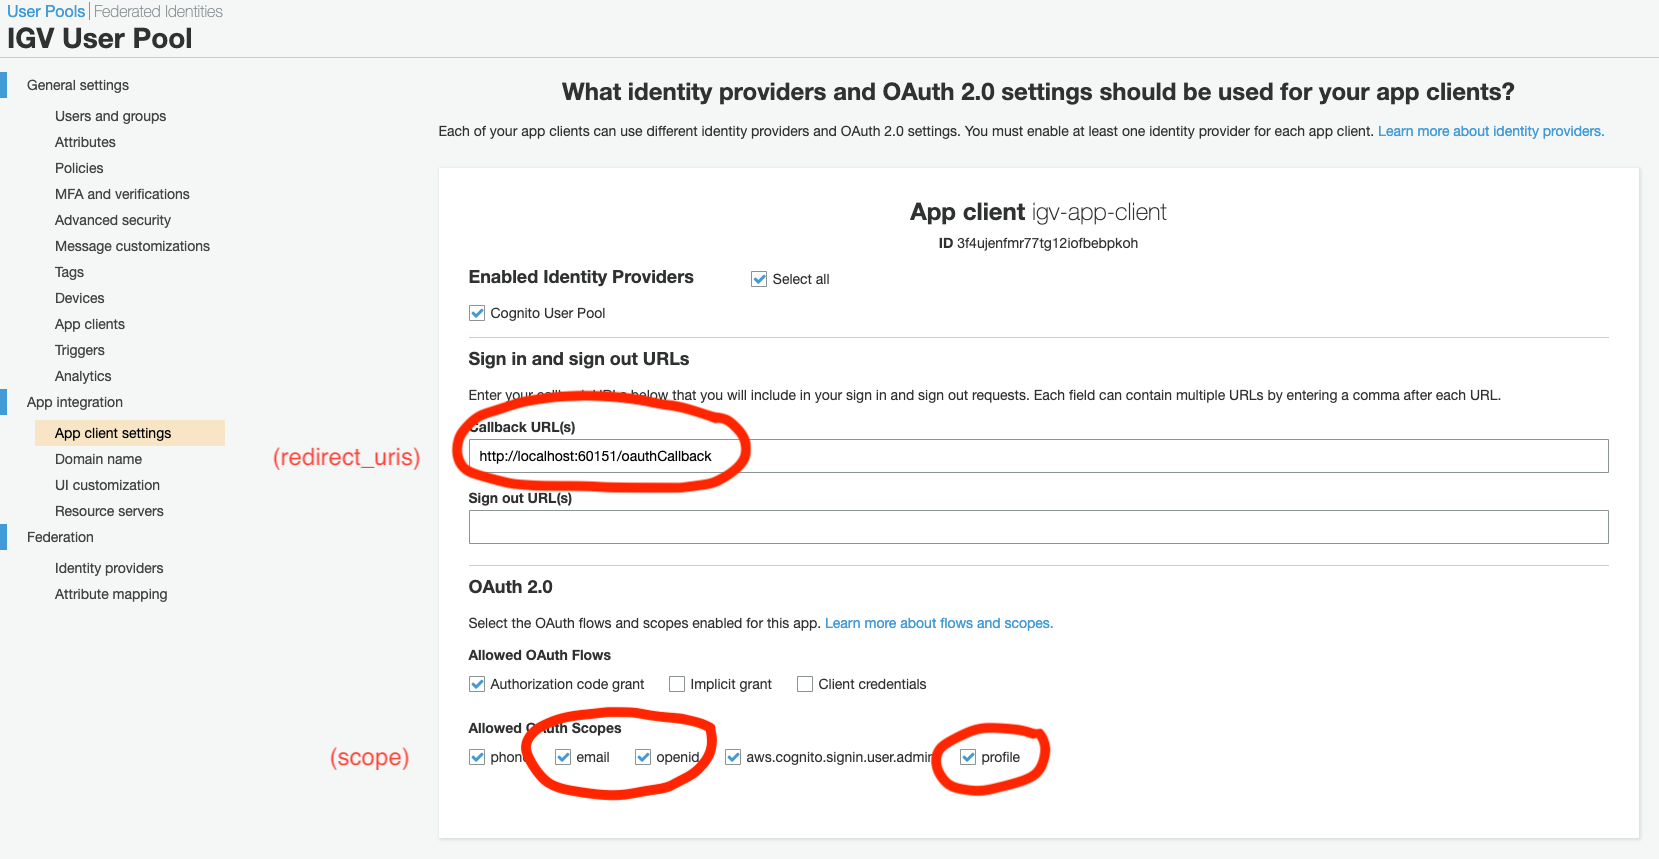 User Pools | Federated Identities
IGV User Pool
General settings
Users and groups
Attributes
Policies
MFA and verifications
Advanced security
Message customizations
Tags
Devices
App clients
Triggers
Analytics
App integration
App client settings
Domain name
UI customization
Resource servers
Federation
Identity providers
Attribute mapping
What identity providers and OAuth 2.0 settings should be used for your app clients?
Each of your app clients can use different identity providers and OAuth 2.0 settings. You must enable at least one identity provider for each app client. Learn more about identity providers.
App client igv-app-client
ID 3f4ujenfmr77tg12iofbebpkoh
Enabled Identity Providers Select all
Cognito User Pool
Sign in and sign out URLs
Enter your callback URLs below that you will include in your sign in and sign out requests. Each field can contain multiple URLs by entering a comma after each URL.
Callback URL(s)
(redirect_uris) http://localhost:60151/oauthCallback
Sign out URL(s)
OAuth 2.0
Select the OAuth flows and scopes enabled for this app. Learn more about flows and scopes.
Allowed OAuth Flows
Authorization code grant Implicit grant Client credentials
Allowed OAuth Scopes
(scope) phone email openid aws.cognito.signin.user.admin profile